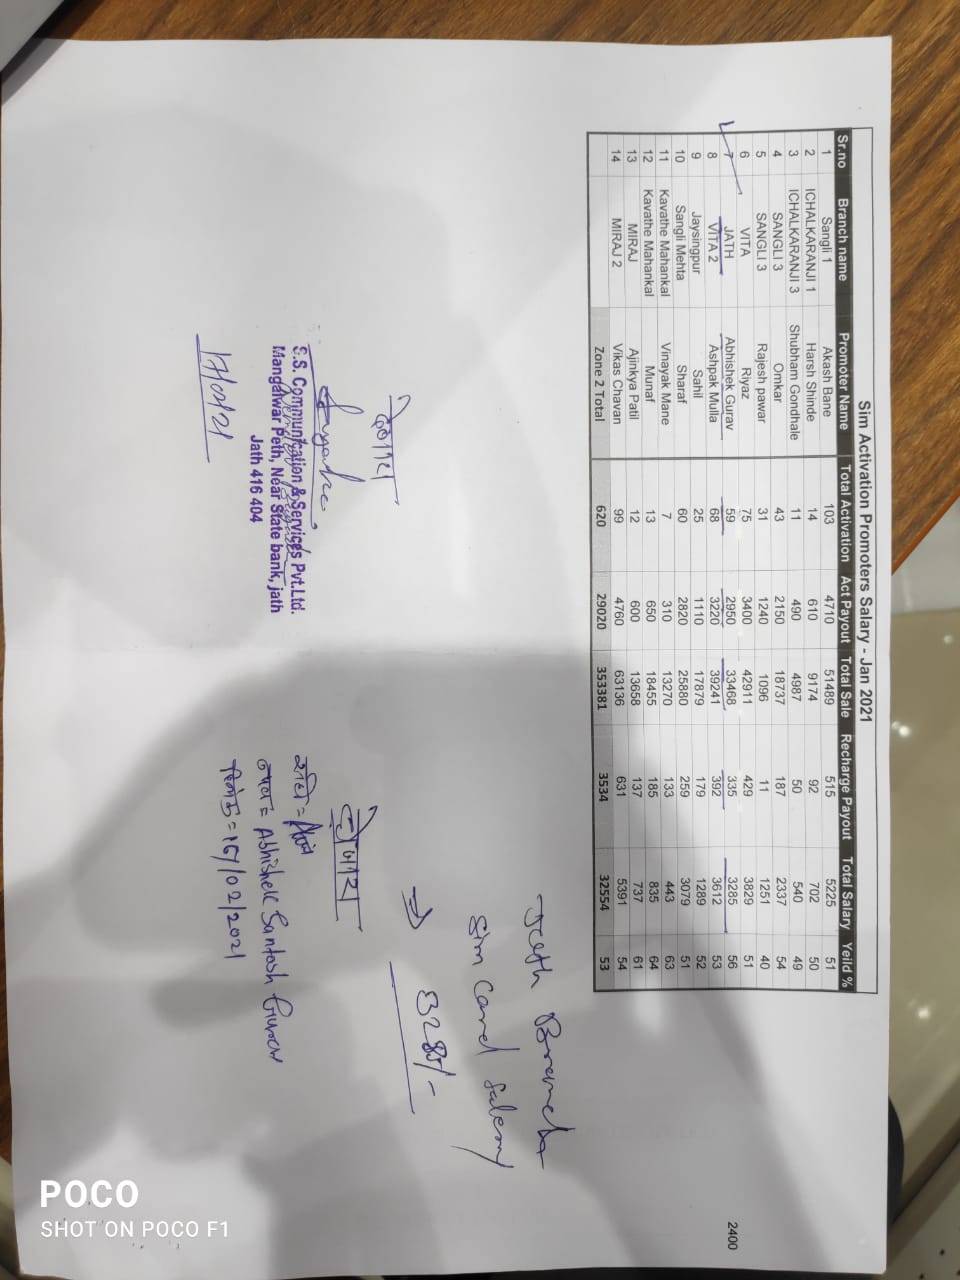 Sim Activation Promoters Salary - Jan 2021
Sr.no Branch name Promoter Name Total Activation Act Payout Total Sale Recharge Payout Total Salary Yeild %
1 Sangli 1 Akash Bane 103 4710 51489 515 5225 51
2 ICHALKARANJI 1 Harsh Shinde 14 610 9174 92 702 50
3 ICHALKARANJI 3 Shubham Gondhale 11 490 4987 50 540 49
4 SANGLI 3 Omkar 43 2150 18737 187 2337 54
5 SANGLI 3 Rajesh pawar 31 1240 1096 11 1251 40
6 VITA Riyaz 75 3400 42911 429 3829 51
7 JATH Abhishek Gurav 59 2950 33468 335 3285 56
8 VITA 2 Ashpak Mulla 68 3220 39241 392 3612 53
9 Jaysingpur Sahil 25 1110 17879 179 1289 52
10 Sangli Mehta Sharaf 60 2820 25880 259 3079 51
11 Kavathe Mahankal Vinayak Mane 7 310 13270 133 443 63
12 Kavathe Mahankal Munaf 13 650 18455 185 835 64
13 MIRAJ Ajinkya Patil 12 600 13658 137 737 61
14 MIRAJ 2 Vikas Chavan 99 4760 63136 631 5391 54
Zone 2 Total 620 29020 353381 3534 32554 53
2400
Jath Branch
Sim Card Salary
⇒ 3285/-
देणार
S.S. Communication & Services Pvt.Ltd.
Mangalwar Peth, Near State bank, jath
Jath 416 404
घेणार
सही =
नाव = Abhishek Santosh Gurav
दिनांक = 16/02/2021
POCO
SHOT ON POCO F1